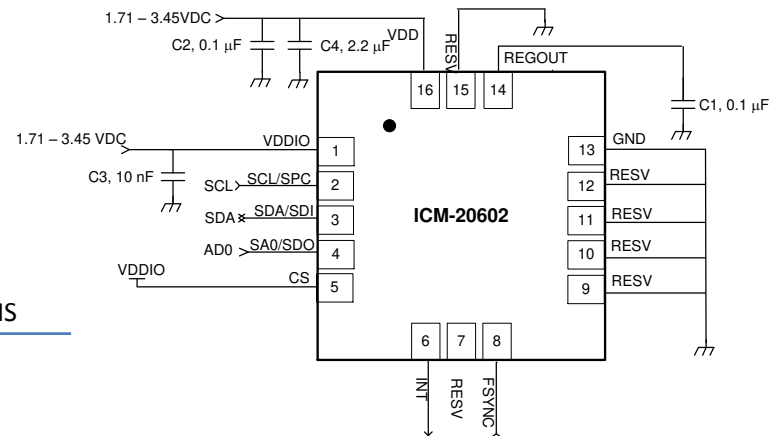 1.71 – 3.45VDC
C2, 0.1 µF
C4, 2.2 µF
VDD
RESV
REGOUT
16
15
14
C1, 0.1 µF
1.71 – 3.45 VDC
VDDIO
1
13
GND
C3, 10 nF
SCL
SCL/SPC
2
12
RESV
SDA
SDA/SDI
3
ICM-20602
11
RESV
AD0
SA0/SDO
4
10
RESV
VDDIO
CS
5
9
RESV
6
7
8
INT
RESV
FSYNC